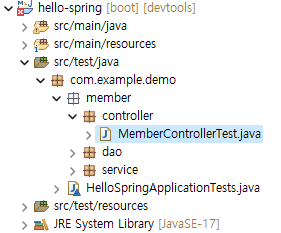 hello-spring [boot] [devtools]
src/main/java
src/main/resources
src/test/java
com.example.demo
member
controller
MemberControllerTest.java
dao
service
HelloSpringApplicationTests.java
src/test/resources
JRE System Library [JavaSE-17]